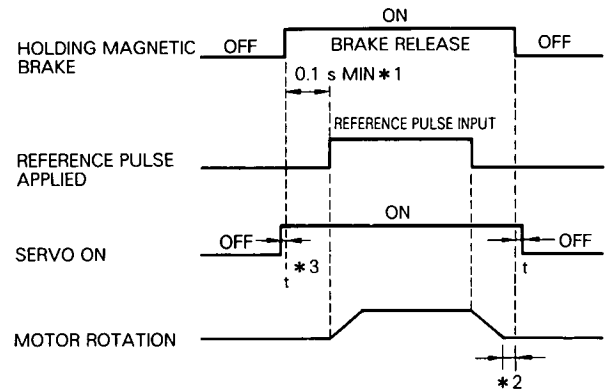 ON
HOLDING MAGNETIC BRAKE
OFF
BRAKE RELEASE
OFF
0.1 s MIN *1
REFERENCE PULSE INPUT
REFERENCE PULSE APPLIED
ON
SERVO ON
OFF
OFF
t
*3
t
MOTOR ROTATION
*2